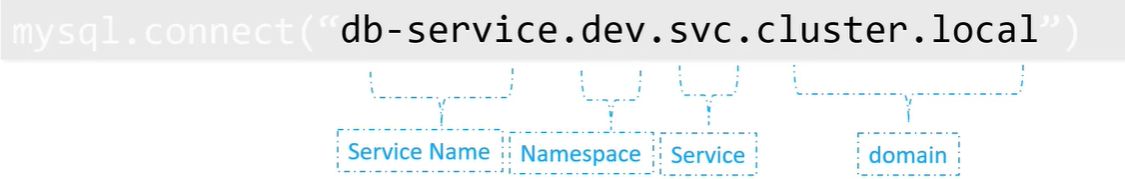 mysql.connect(“db-service.dev.svc.cluster.local”)
Service Name Namespace Service domain